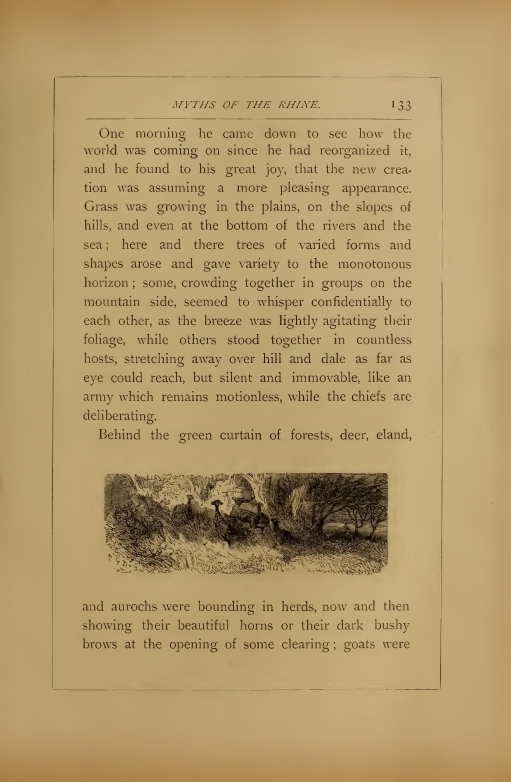 MYTHS OF THE RHINE. 133
One morning he came down to see how the
world was coming on since he had reorganized it,
and he found to his great joy, that the new crea-
tion was assuming a more pleasing appearance.
Grass was growing in the plains, on the slopes of
hills, and even at the bottom of the rivers and the
sea; here and there trees of varied forms and
shapes arose and gave variety to the monotonous
horizon; some, crowding together in groups on the
mountain side, seemed to whisper confidentially to
each other, as the breeze was lightly agitating their
foliage, while others stood together in countless
hosts, stretching away over hill and dale as far as
eye could reach, but silent and immovable, like an
army which remains motionless, while the chiefs are
deliberating.
Behind the green curtain of forests, deer, eland,
and aurochs were bounding in herds, now and then
showing their beautiful horns or their dark bushy
brows at the opening of some clearing; goats were